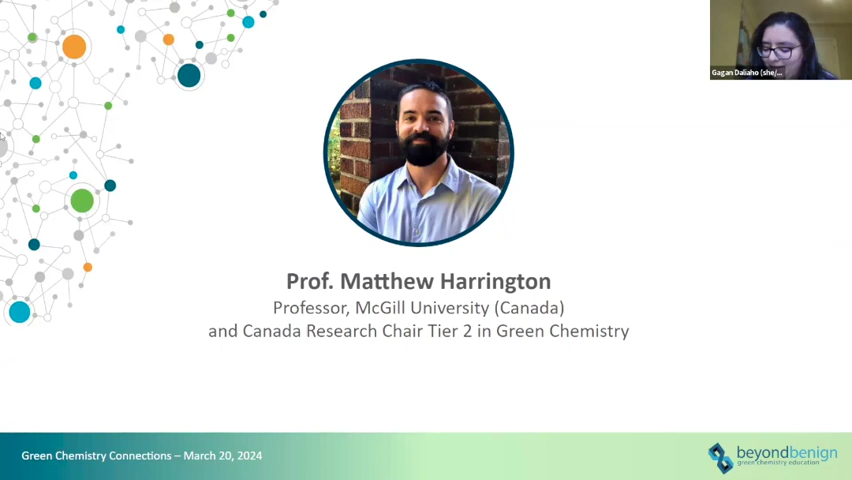 Gagan Daliaho (she/...
Prof. Matthew Harrington
Professor, McGill University (Canada)
and Canada Research Chair Tier 2 in Green Chemistry
Green Chemistry Connections – March 20, 2024
beyondbenign
green chemistry education